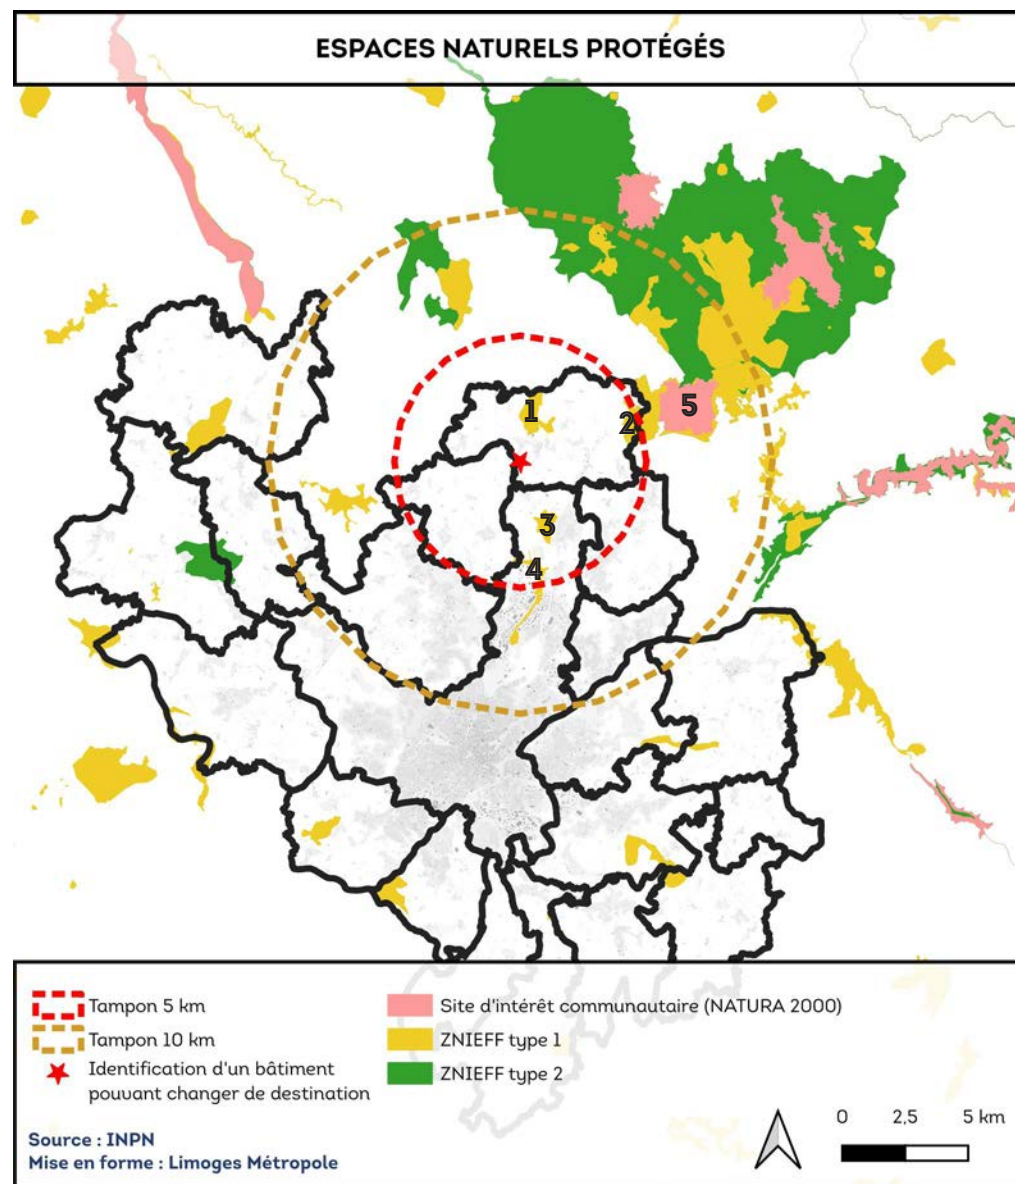 ESPACES NATURELS PROTÉGÉS
1
2
5
3
4
Tampon 5 km
Tampon 10 km
Identification d'un bâtiment
pouvant changer de destination
Site d'intérêt communautaire (NATURA 2000)
ZNIEFF type 1
ZNIEFF type 2
Source : INPN
Mise en forme : Limoges Métropole
0 2,5 5 km